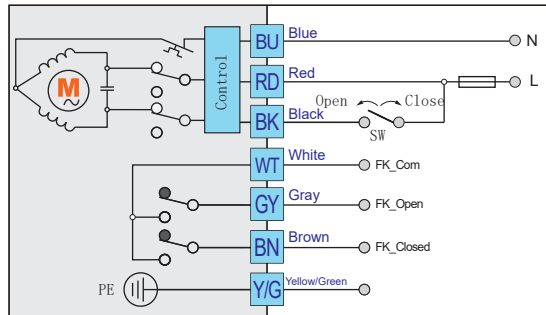 BU Blue N
RD Red L
Control
Open Close
BK Black
SW
M
~
WT White FK_Com
GY Gray FK_Open
BN Brown FK_Closed
PE Y/G Yellow/Green